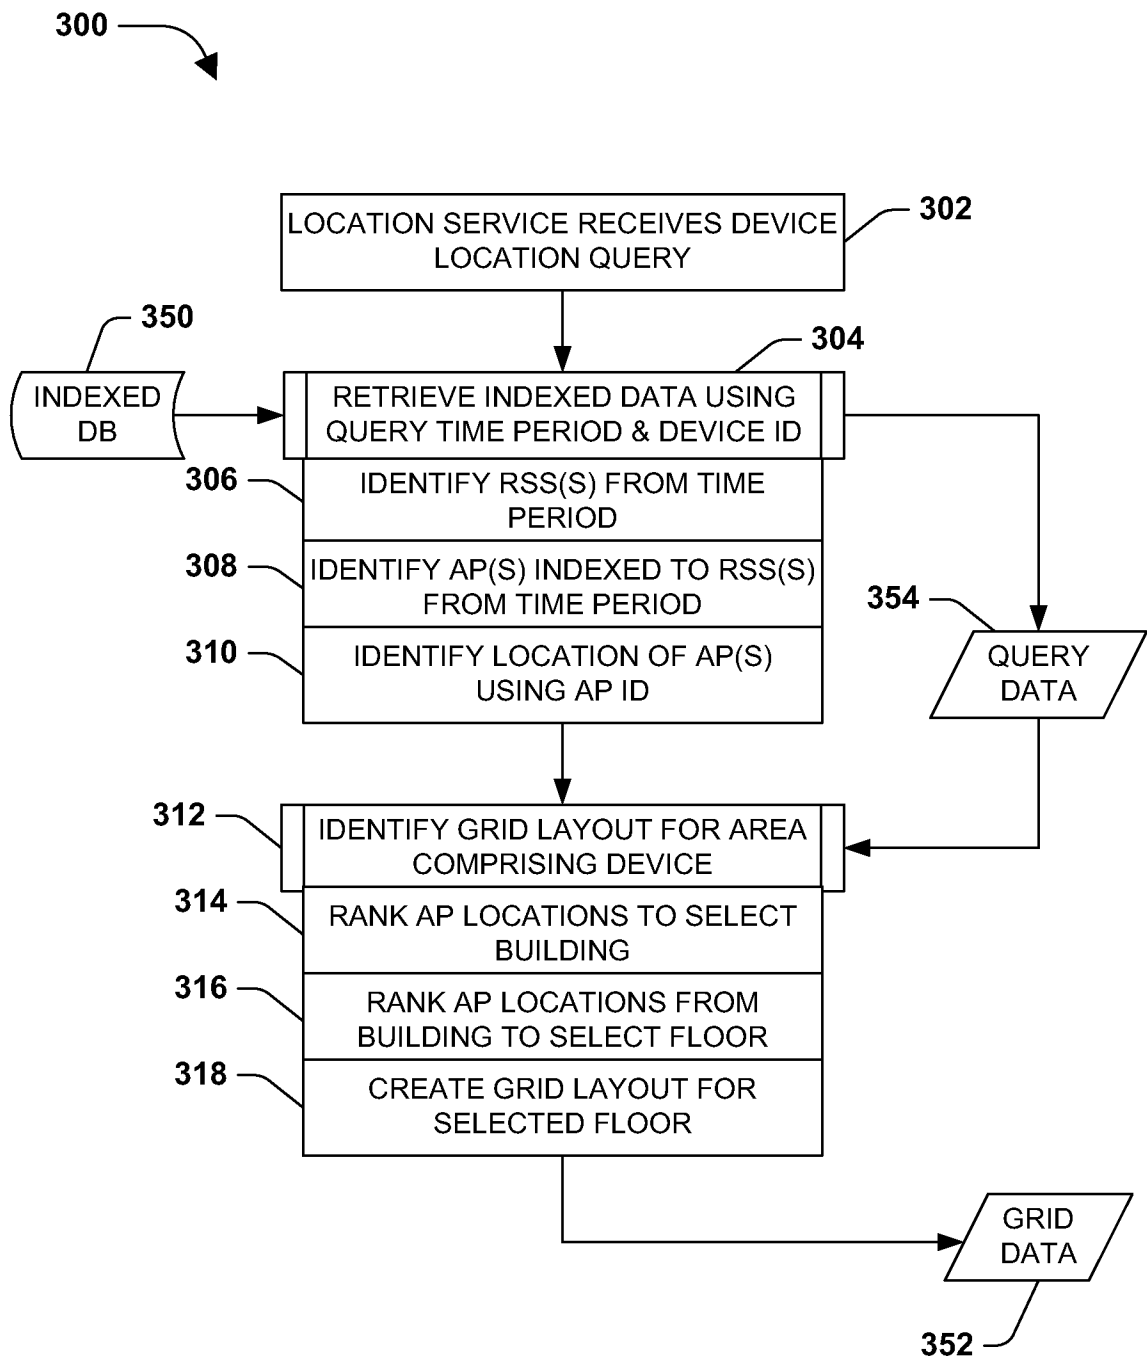 300
302
LOCATION SERVICE RECEIVES DEVICE
LOCATION QUERY
350
304
INDEXED
DB
RETRIEVE INDEXED DATA USING
QUERY TIME PERIOD & DEVICE ID
306
IDENTIFY RSS(S) FROM TIME
PERIOD
308
IDENTIFY AP(S) INDEXED TO RSS(S)
FROM TIME PERIOD
354
310
IDENTIFY LOCATION OF AP(S)
USING AP ID
QUERY
DATA
312
IDENTIFY GRID LAYOUT FOR AREA
COMPRISING DEVICE
314
RANK AP LOCATIONS TO SELECT
BUILDING
316
RANK AP LOCATIONS FROM
BUILDING TO SELECT FLOOR
318
CREATE GRID LAYOUT FOR
SELECTED FLOOR
GRID
DATA
352